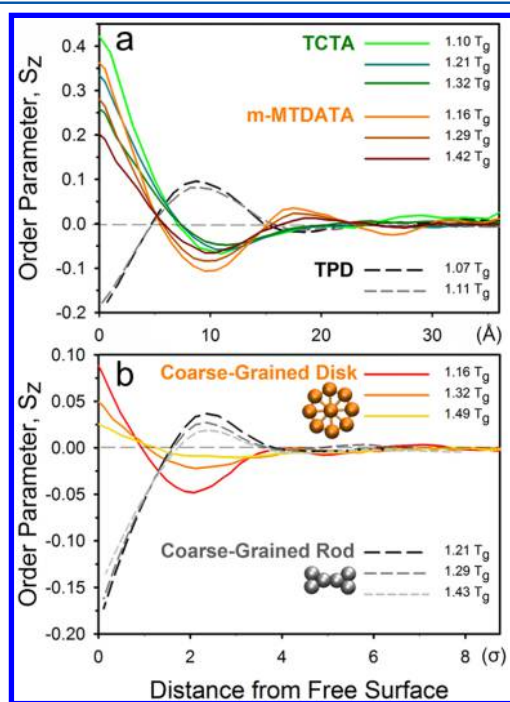 a
Order Parameter, Sz
0.4
0.3
0.2
0.1
0.0
-0.1
-0.2
TCTA
1.10 Tg
1.21 Tg
1.32 Tg
m-MTDATA
1.16 Tg
1.29 Tg
1.42 Tg
TPD
1.07 Tg
1.11 Tg
0
10
20
30
(Å)
b
Order Parameter, Sz
0.10
0.05
0.00
-0.05
-0.10
-0.15
-0.20
Coarse-Grained Disk
1.16 Tg
1.32 Tg
1.49 Tg
Coarse-Grained Rod
1.21 Tg
1.29 Tg
1.43 Tg
0
2
4
6
8
(σ)
Distance from Free Surface